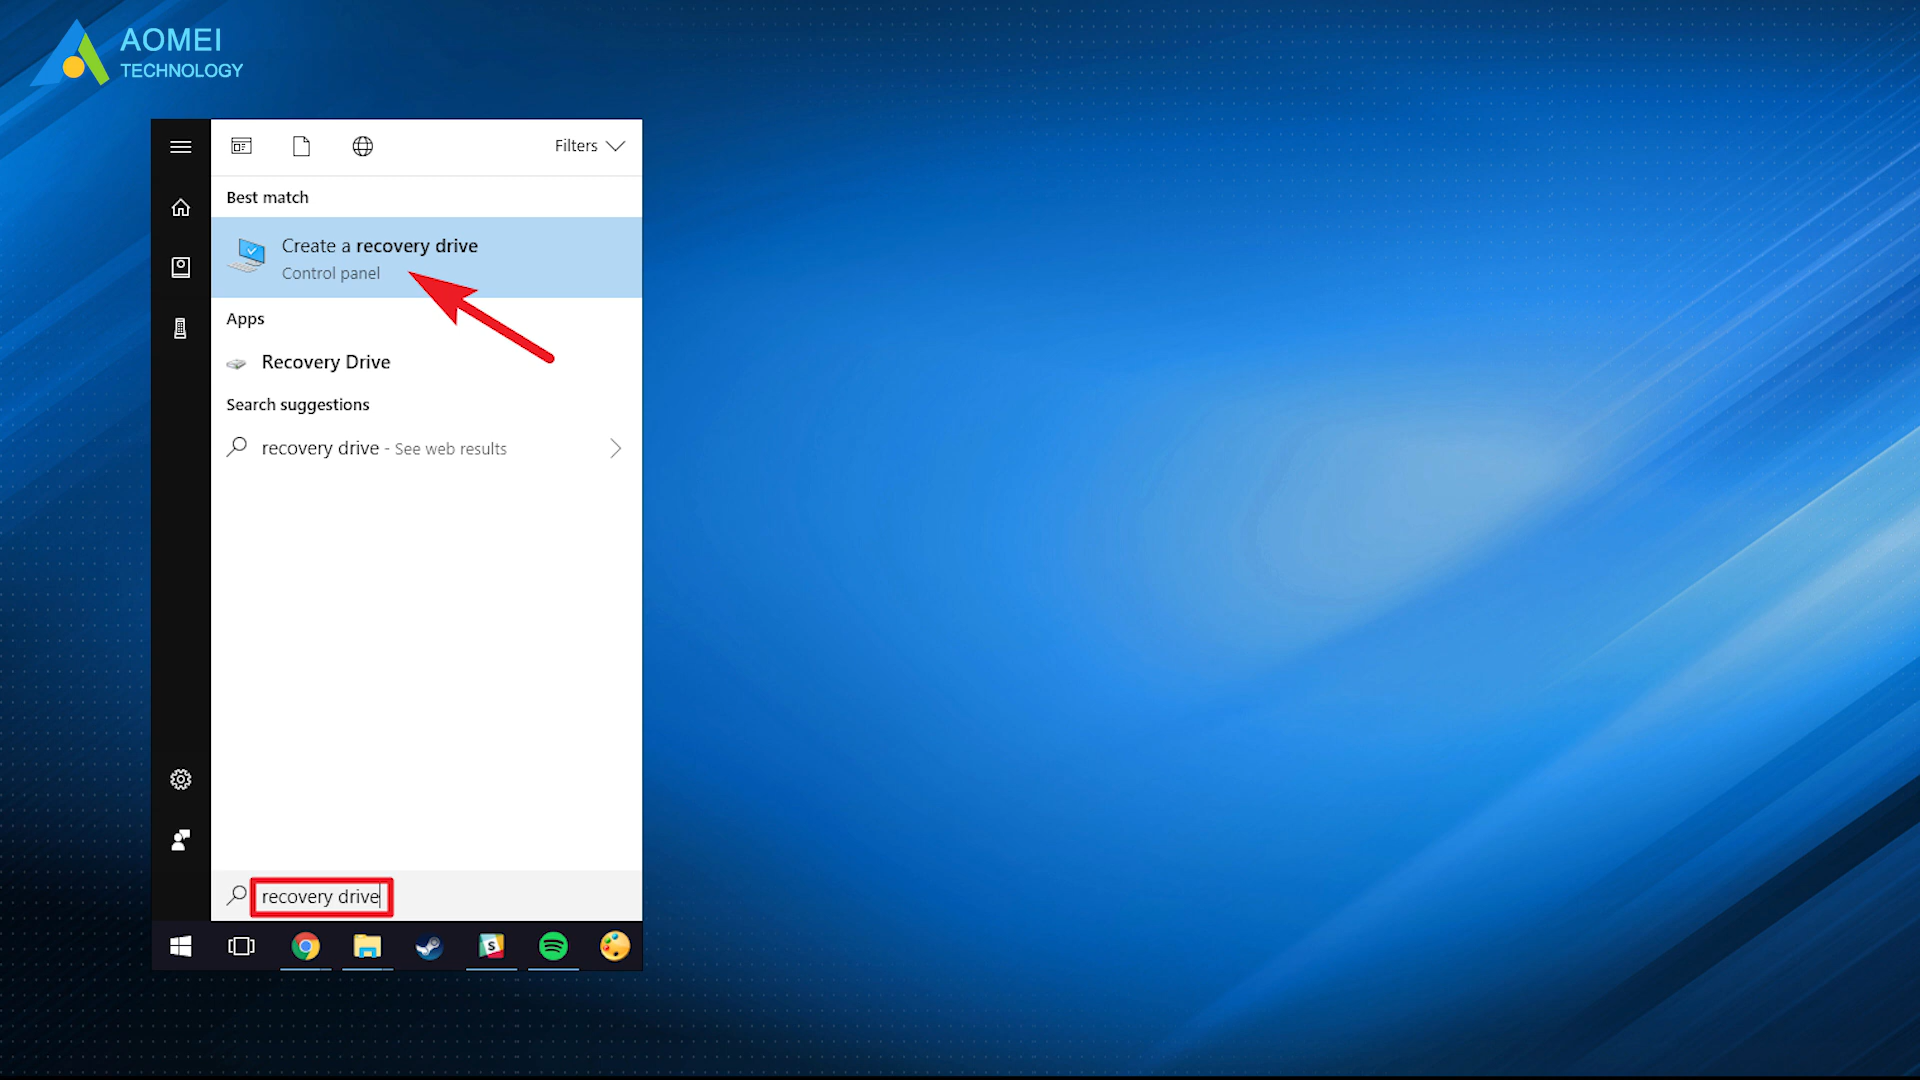 AOMEI
TECHNOLOGY
Filters
Best match
Create a recovery drive
Control panel
Apps
Recovery Drive
Search suggestions
recovery drive - See web results
recovery drive
S